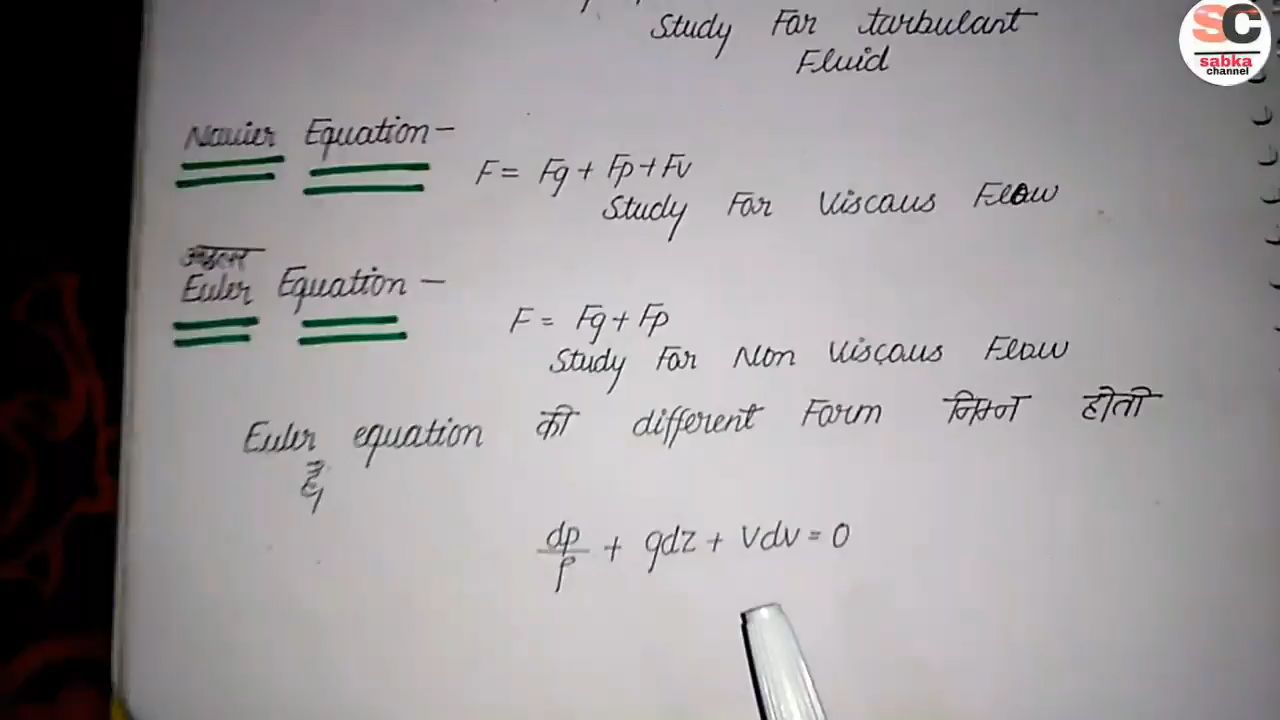 Study For turbulant
Fluid
SC
sabka
channel
Navier Equation-
F = Fg + Fp + Fv
Study For Viscous Flow
Euler Equation-
F = Fg + Fp
Study For Non Viscous Flow
Euler equation की different Form निम्न होती
है।
dp/ρ + gdz + vdv = 0